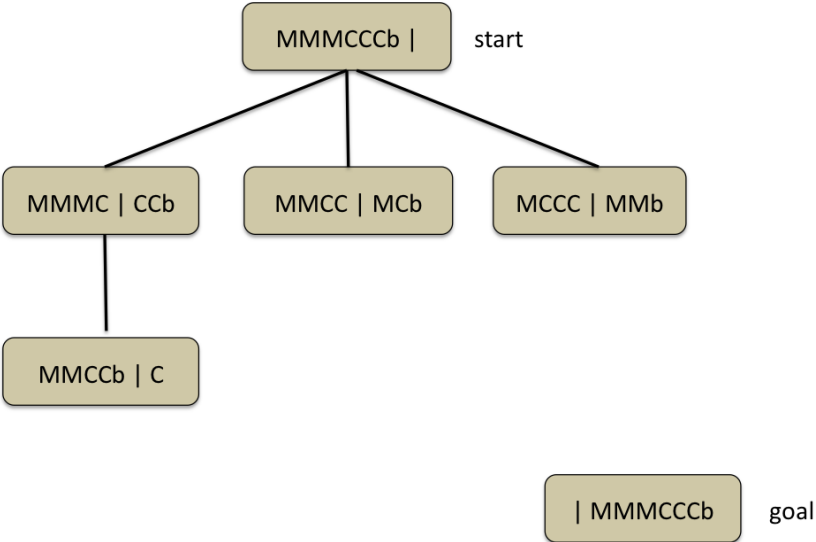 MMMCCCb |
start
MMMC | CCb
MMCC | MCb
MCCC | MMb
MMCCb | C
| MMMCCCb
goal